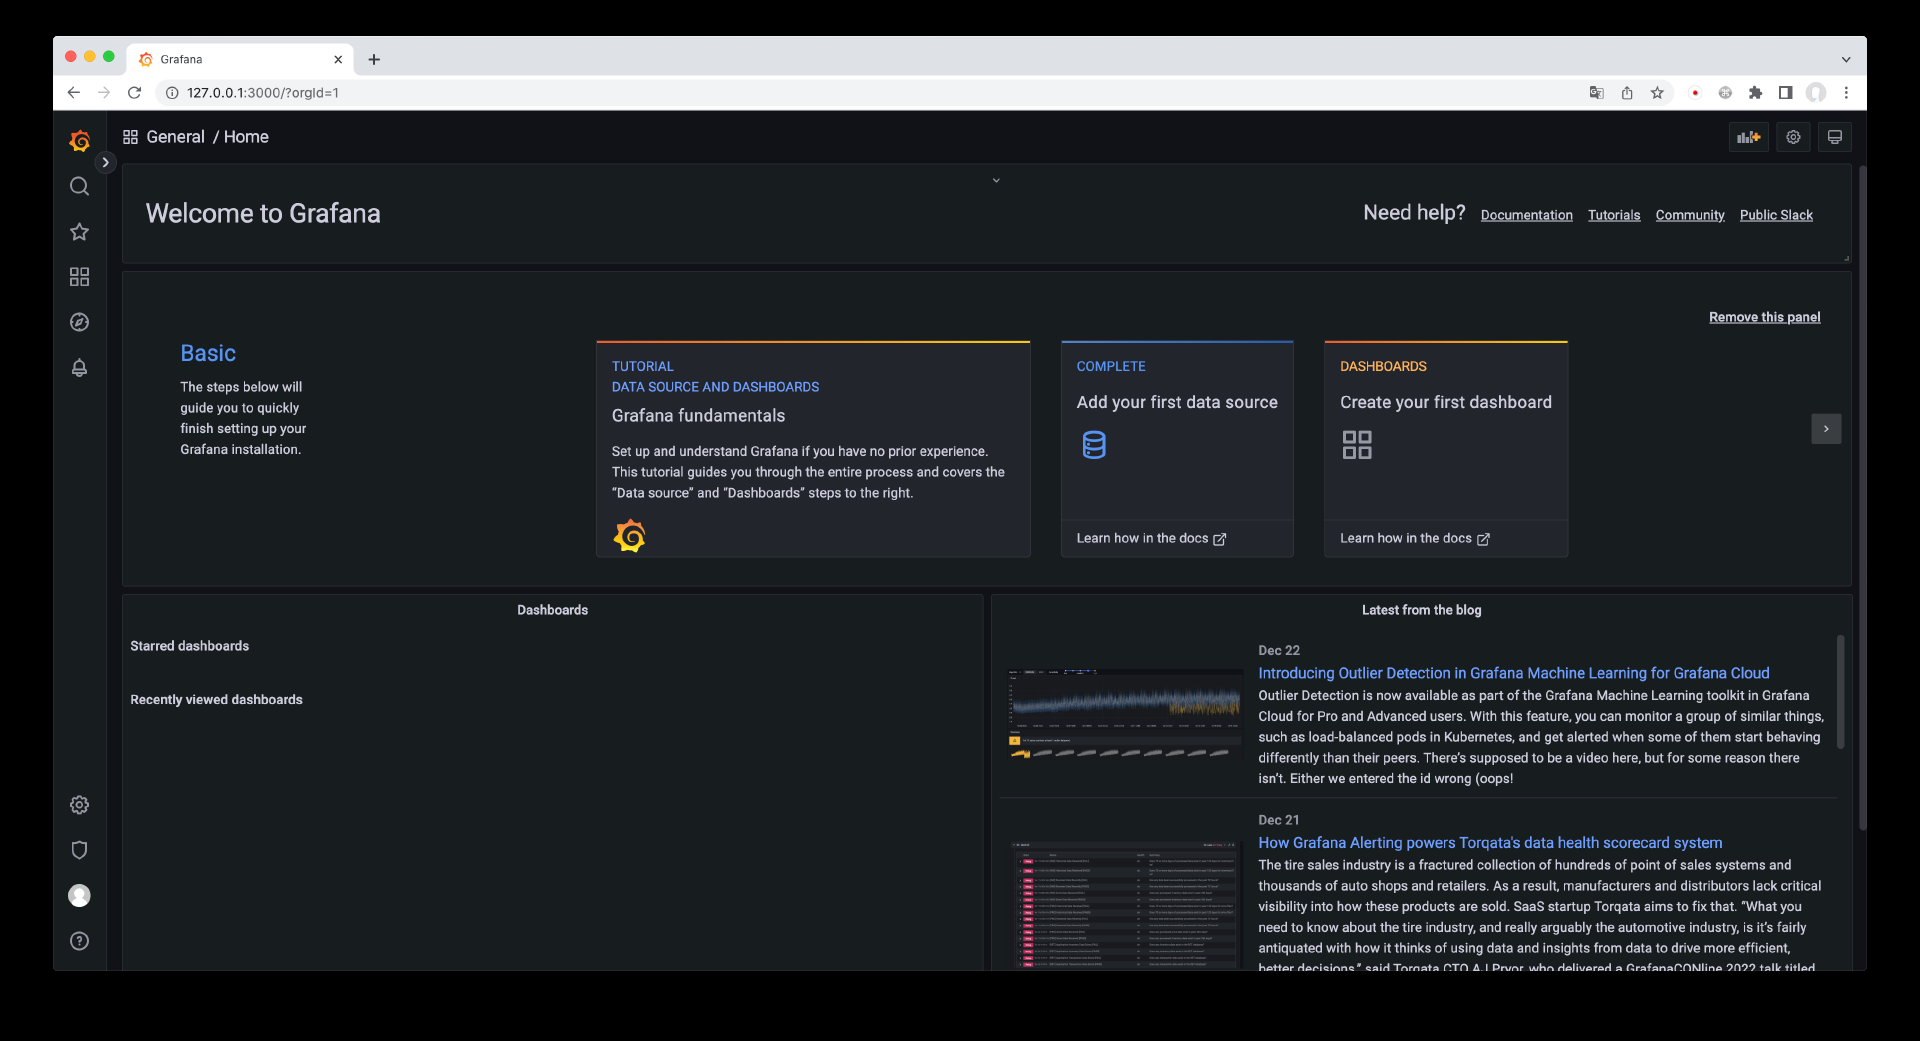 Grafana
127.0.0.1:3000/?orgId=1
General / Home
Welcome to Grafana
Need help? Documentation Tutorials Community Public Slack
Remove this panel
Basic
The steps below will
guide you to quickly
finish setting up your
Grafana installation.
TUTORIAL
DATA SOURCE AND DASHBOARDS
Grafana fundamentals
Set up and understand Grafana if you have no prior experience.
This tutorial guides you through the entire process and covers the
“Data source” and “Dashboards” steps to the right.
COMPLETE
Add your first data source
Learn how in the docs
DASHBOARDS
Create your first dashboard
Learn how in the docs
Dashboards
Starred dashboards
Recently viewed dashboards
Latest from the blog
Dec 22
Introducing Outlier Detection in Grafana Machine Learning for Grafana Cloud
Outlier Detection is now available as part of the Grafana Machine Learning toolkit in Grafana
Cloud for Pro and Advanced users. With this feature, you can monitor a group of similar things,
such as load-balanced pods in Kubernetes, and get alerted when some of them start behaving
differently than their peers. There’s supposed to be a video here, but for some reason there
isn’t. Either we entered the id wrong (oops!
Dec 21
How Grafana Alerting powers Torqata's data health scorecard system
The tire sales industry is a fractured collection of hundreds of point of sales systems and
thousands of auto shops and retailers. As a result, manufacturers and distributors lack critical
visibility into how these products are sold. SaaS startup Torqata aims to fix that. “What you
need to know about the tire industry, and really arguably the automotive industry, is it’s fairly
antiquated with how it thinks of using data and insights from data to drive more efficient,
better decisions,” said Torqata CTO AJ Pryor, who delivered a GrafanaCONline 2022 talk titled